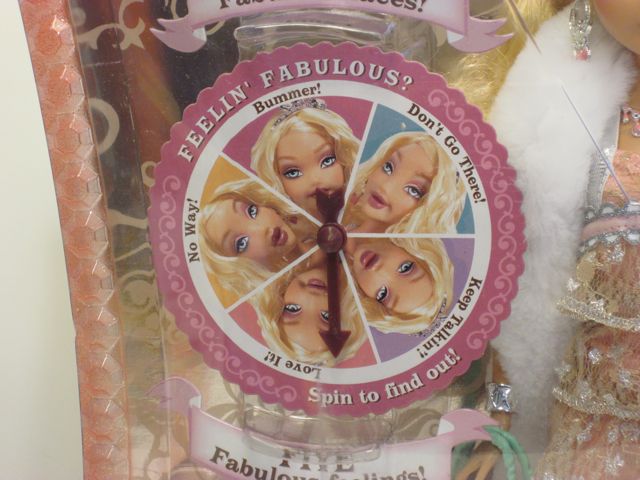 Faces!
FEELIN' FABULOUS?
Bummer!
Don't Go There!
Keep Talkin'!
Love It!
No Way!
Spin to find out!
Fabulous feelings!